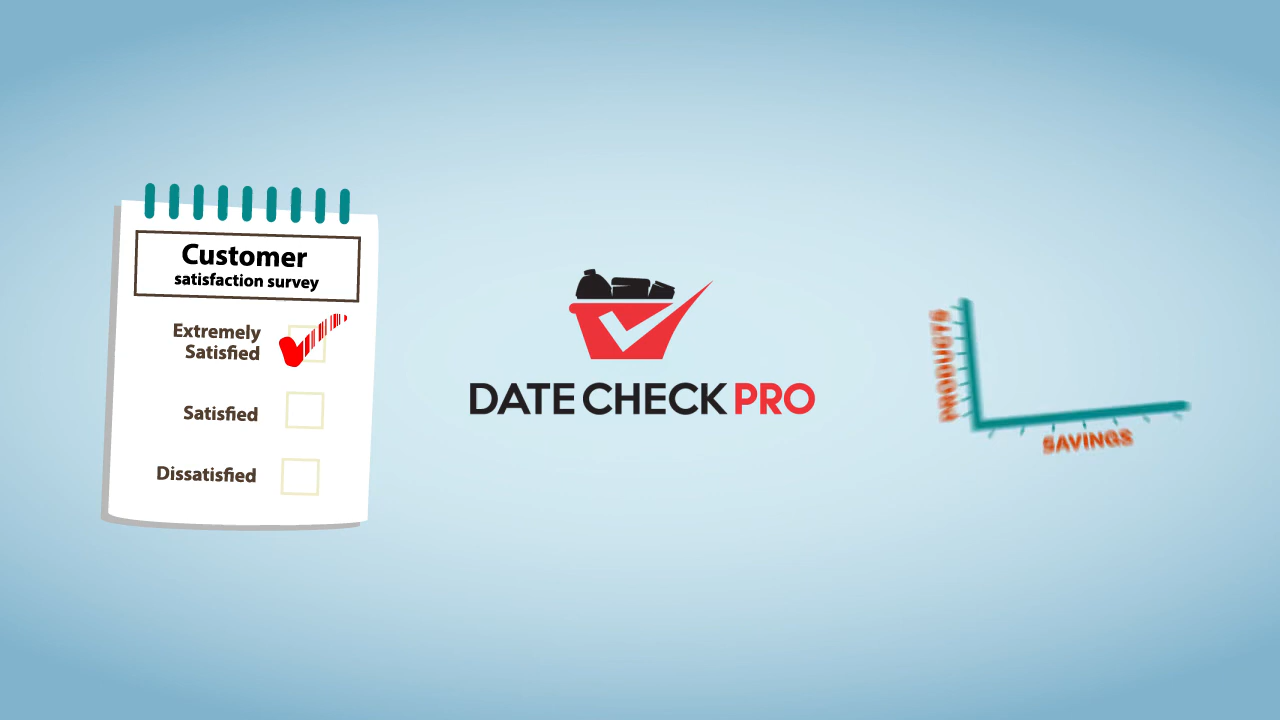 Customer
satisfaction survey
Extremely
Satisfied
Satisfied
Dissatisfied
DATE CHECK PRO
PRODUCTS
SAVINGS